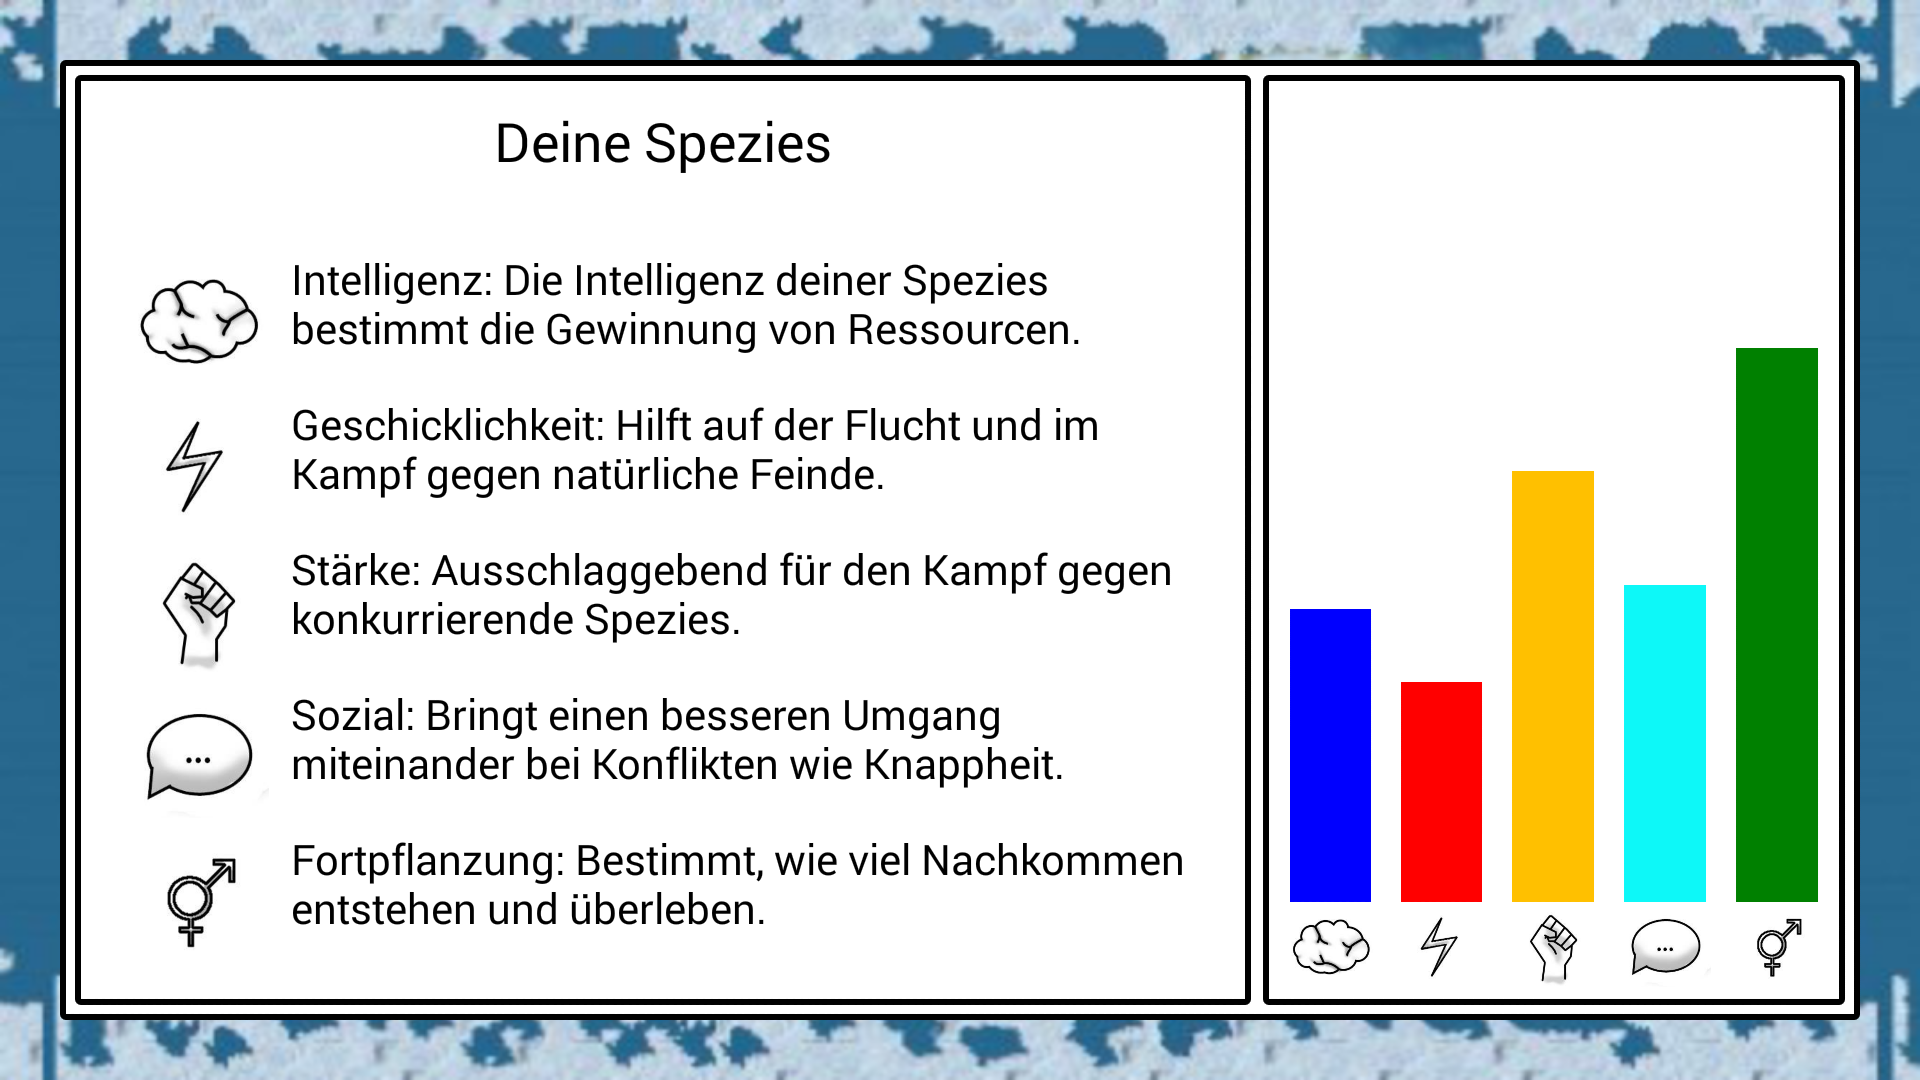 Deine Spezies
Intelligenz: Die Intelligenz deiner Spezies
bestimmt die Gewinnung von Ressourcen.
Geschicklichkeit: Hilft auf der Flucht und im
Kampf gegen natürliche Feinde.
Stärke: Ausschlaggebend für den Kampf gegen
konkurrierende Spezies.
Sozial: Bringt einen besseren Umgang
miteinander bei Konflikten wie Knappheit.
Fortpflanzung: Bestimmt, wie viel Nachkommen
entstehen und überleben.